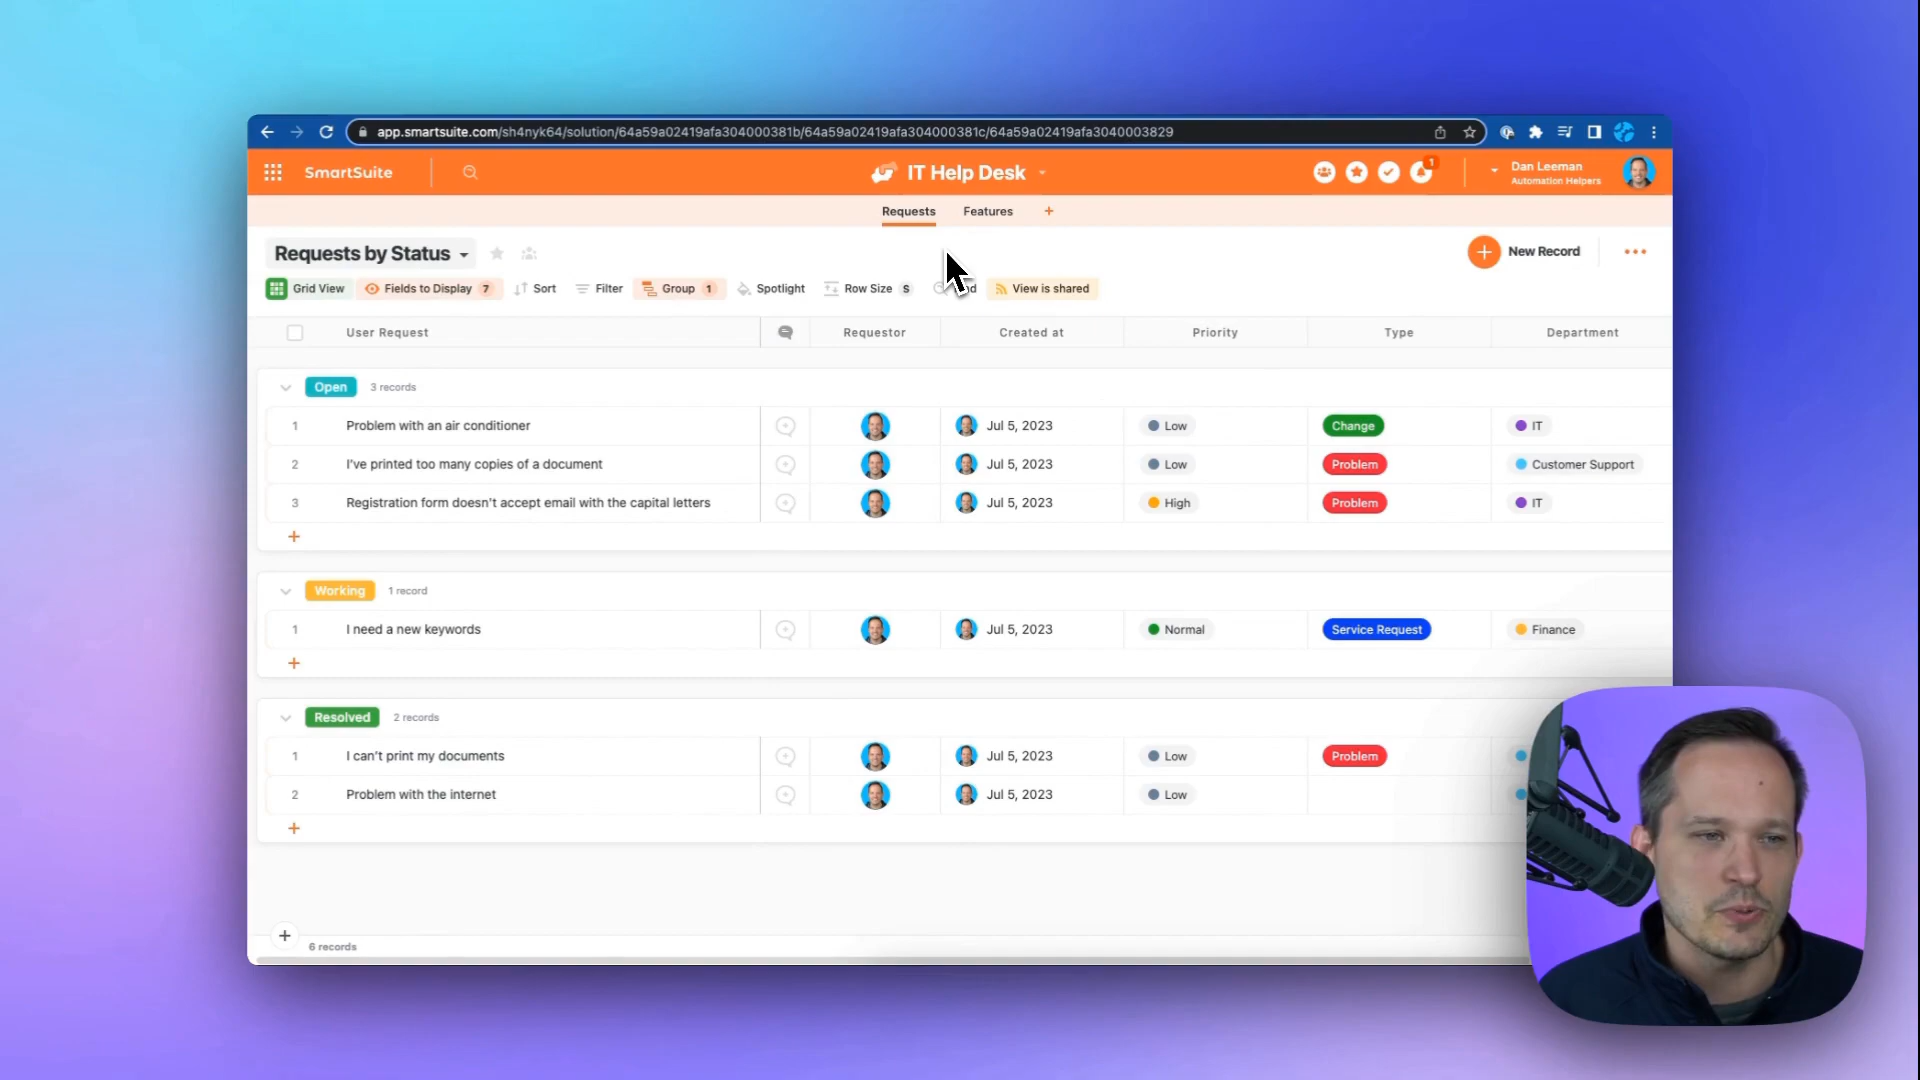 app.smartsuite.com/sh4nyk64/solution/64a59a02419afa304000381b/64a59a02419afa304000381c/64a59a02419afa3040003829
SmartSuite
IT Help Desk
1
Dan Leeman
Automation Helpers
Requests
Features
+
Requests by Status
New Record
Grid View
Fields to Display 7
Sort
Filter
Group 1
Spotlight
Row Size S
View is shared
User Request
Requestor
Created at
Priority
Type
Department
Open 3 records
1 Problem with an air conditioner Jul 5, 2023 Low Change IT
2 I've printed too many copies of a document Jul 5, 2023 Low Problem Customer Support
3 Registration form doesn't accept email with the capital letters Jul 5, 2023 High Problem IT
+
Working 1 record
1 I need a new keywords Jul 5, 2023 Normal Service Request Finance
+
Resolved 2 records
1 I can't print my documents Jul 5, 2023 Low Problem
2 Problem with the internet Jul 5, 2023 Low
+
+ 6 records